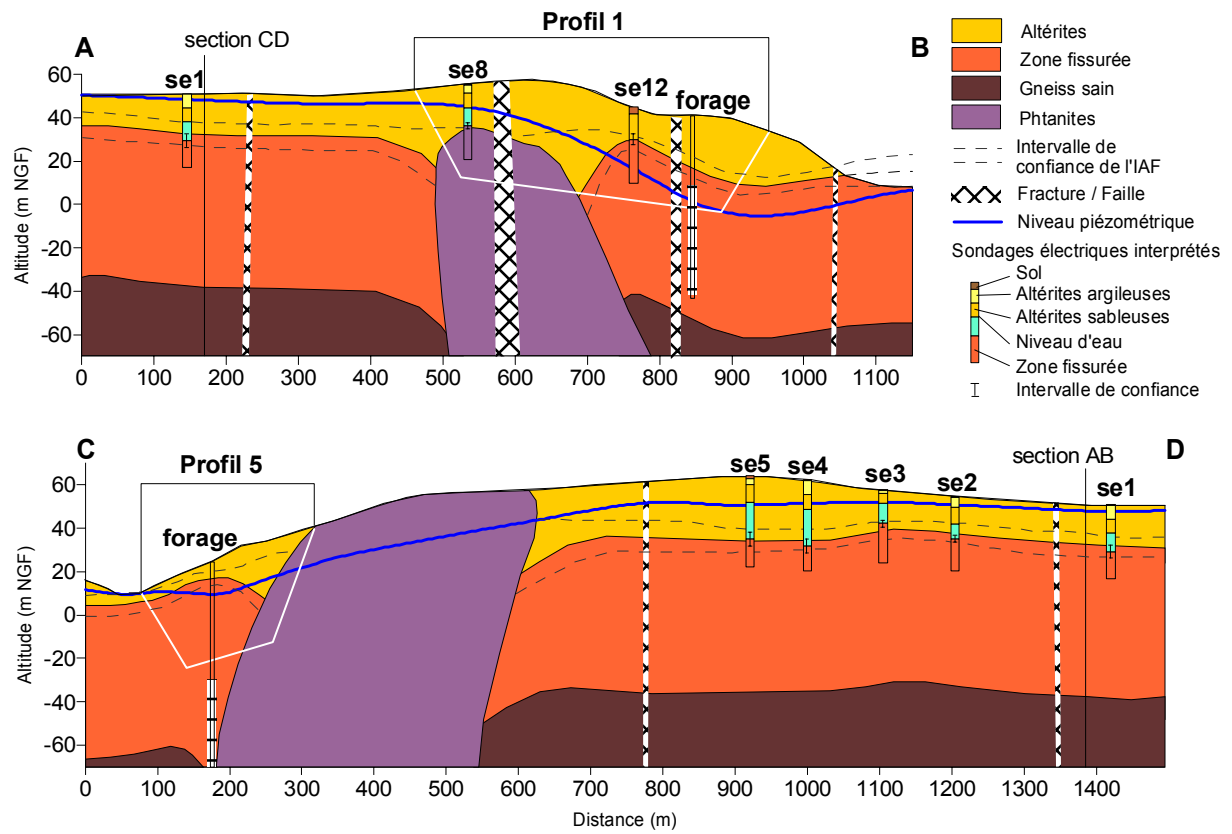 Profil 1
A
section CD
B
se1
se8
se12
forage
60
40
20
0
-20
-40
-60
Altitude (m NGF)
0
100
200
300
400
500
600
700
800
900
1000
1100
Altérites
Zone fissurée
Gneiss sain
Phtanites
Intervalle de
confiance de l'IAF
Fracture / Faille
Niveau piézométrique
Sondages électriques interprétés
Sol
Altérites argileuses
Altérites sableuses
Niveau d'eau
Zone fissurée
Intervalle de confiance
C
Profil 5
forage
se5
se4
se3
se2
section AB
se1
D
60
40
20
0
-20
-40
-60
Altitude (m NGF)
0
100
200
300
400
500
600
700
800
900
1000
1100
1200
1300
1400
Distance (m)